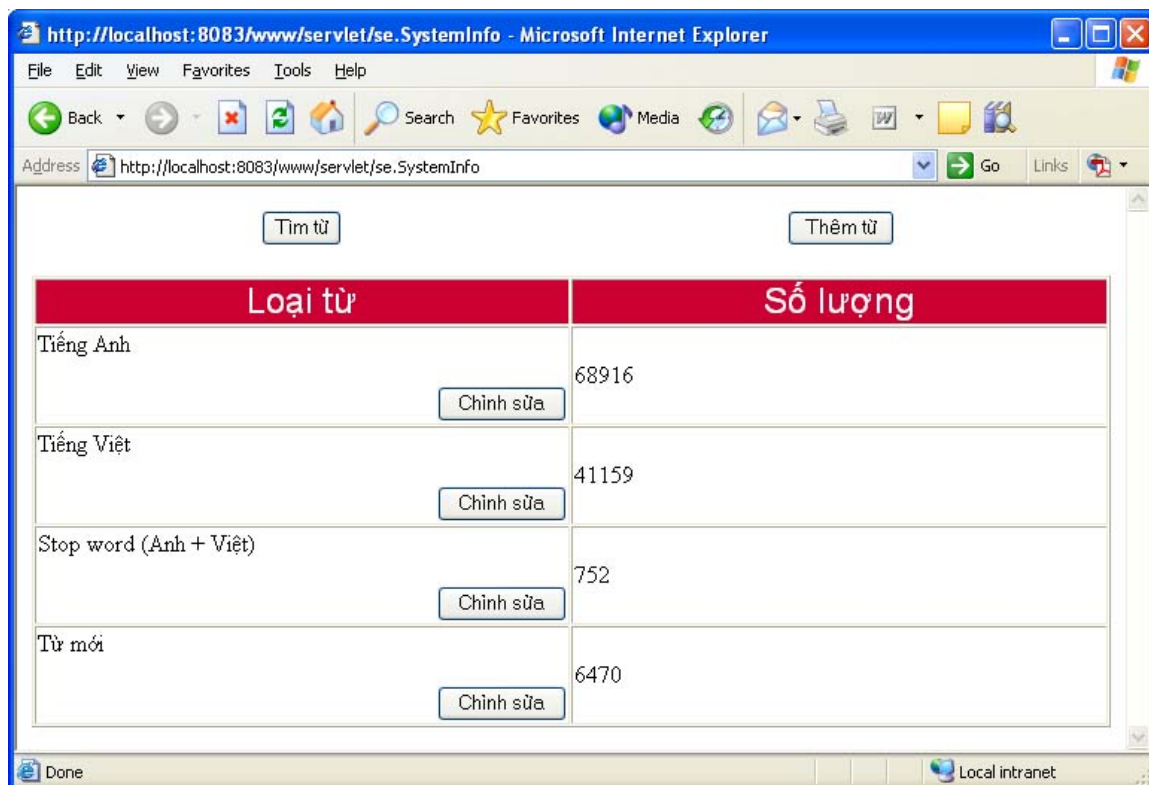 http://localhost:8083/www/servlet/se.SystemInfo - Microsoft Internet Explorer
File Edit View Favorites Tools Help
Back Search Favorites Media
Address http://localhost:8083/www/servlet/se.SystemInfo Go Links
Tìm từ Thêm từ
Loại từ Số lượng
Tiếng Anh
68916
Chỉnh sửa
Tiếng Việt
41159
Chỉnh sửa
Stop word (Anh + Việt)
752
Chỉnh sửa
Từ mới
6470
Chỉnh sửa
Done Local intranet